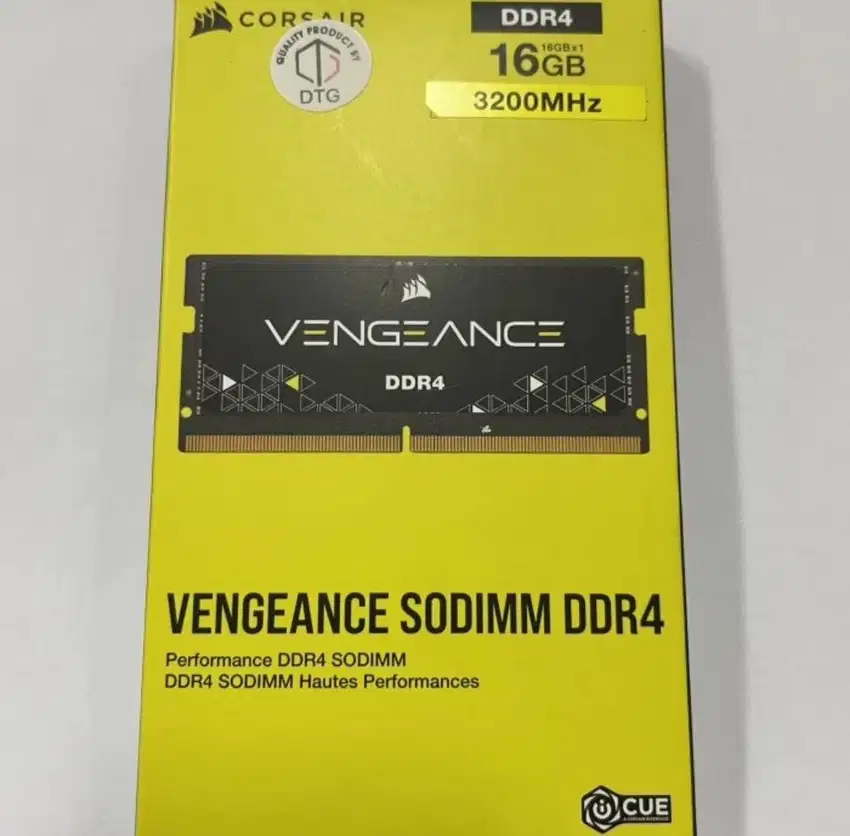 CORSAIR
QUALITY PRODUCT BY
DTG
DDR4
16GBx1
16GB
3200MHz
VENGEANCE
DDR4
VENGEANCE SODIMM DDR4
Performance DDR4 SODIMM
DDR4 SODIMM Hautes Performances
CUE